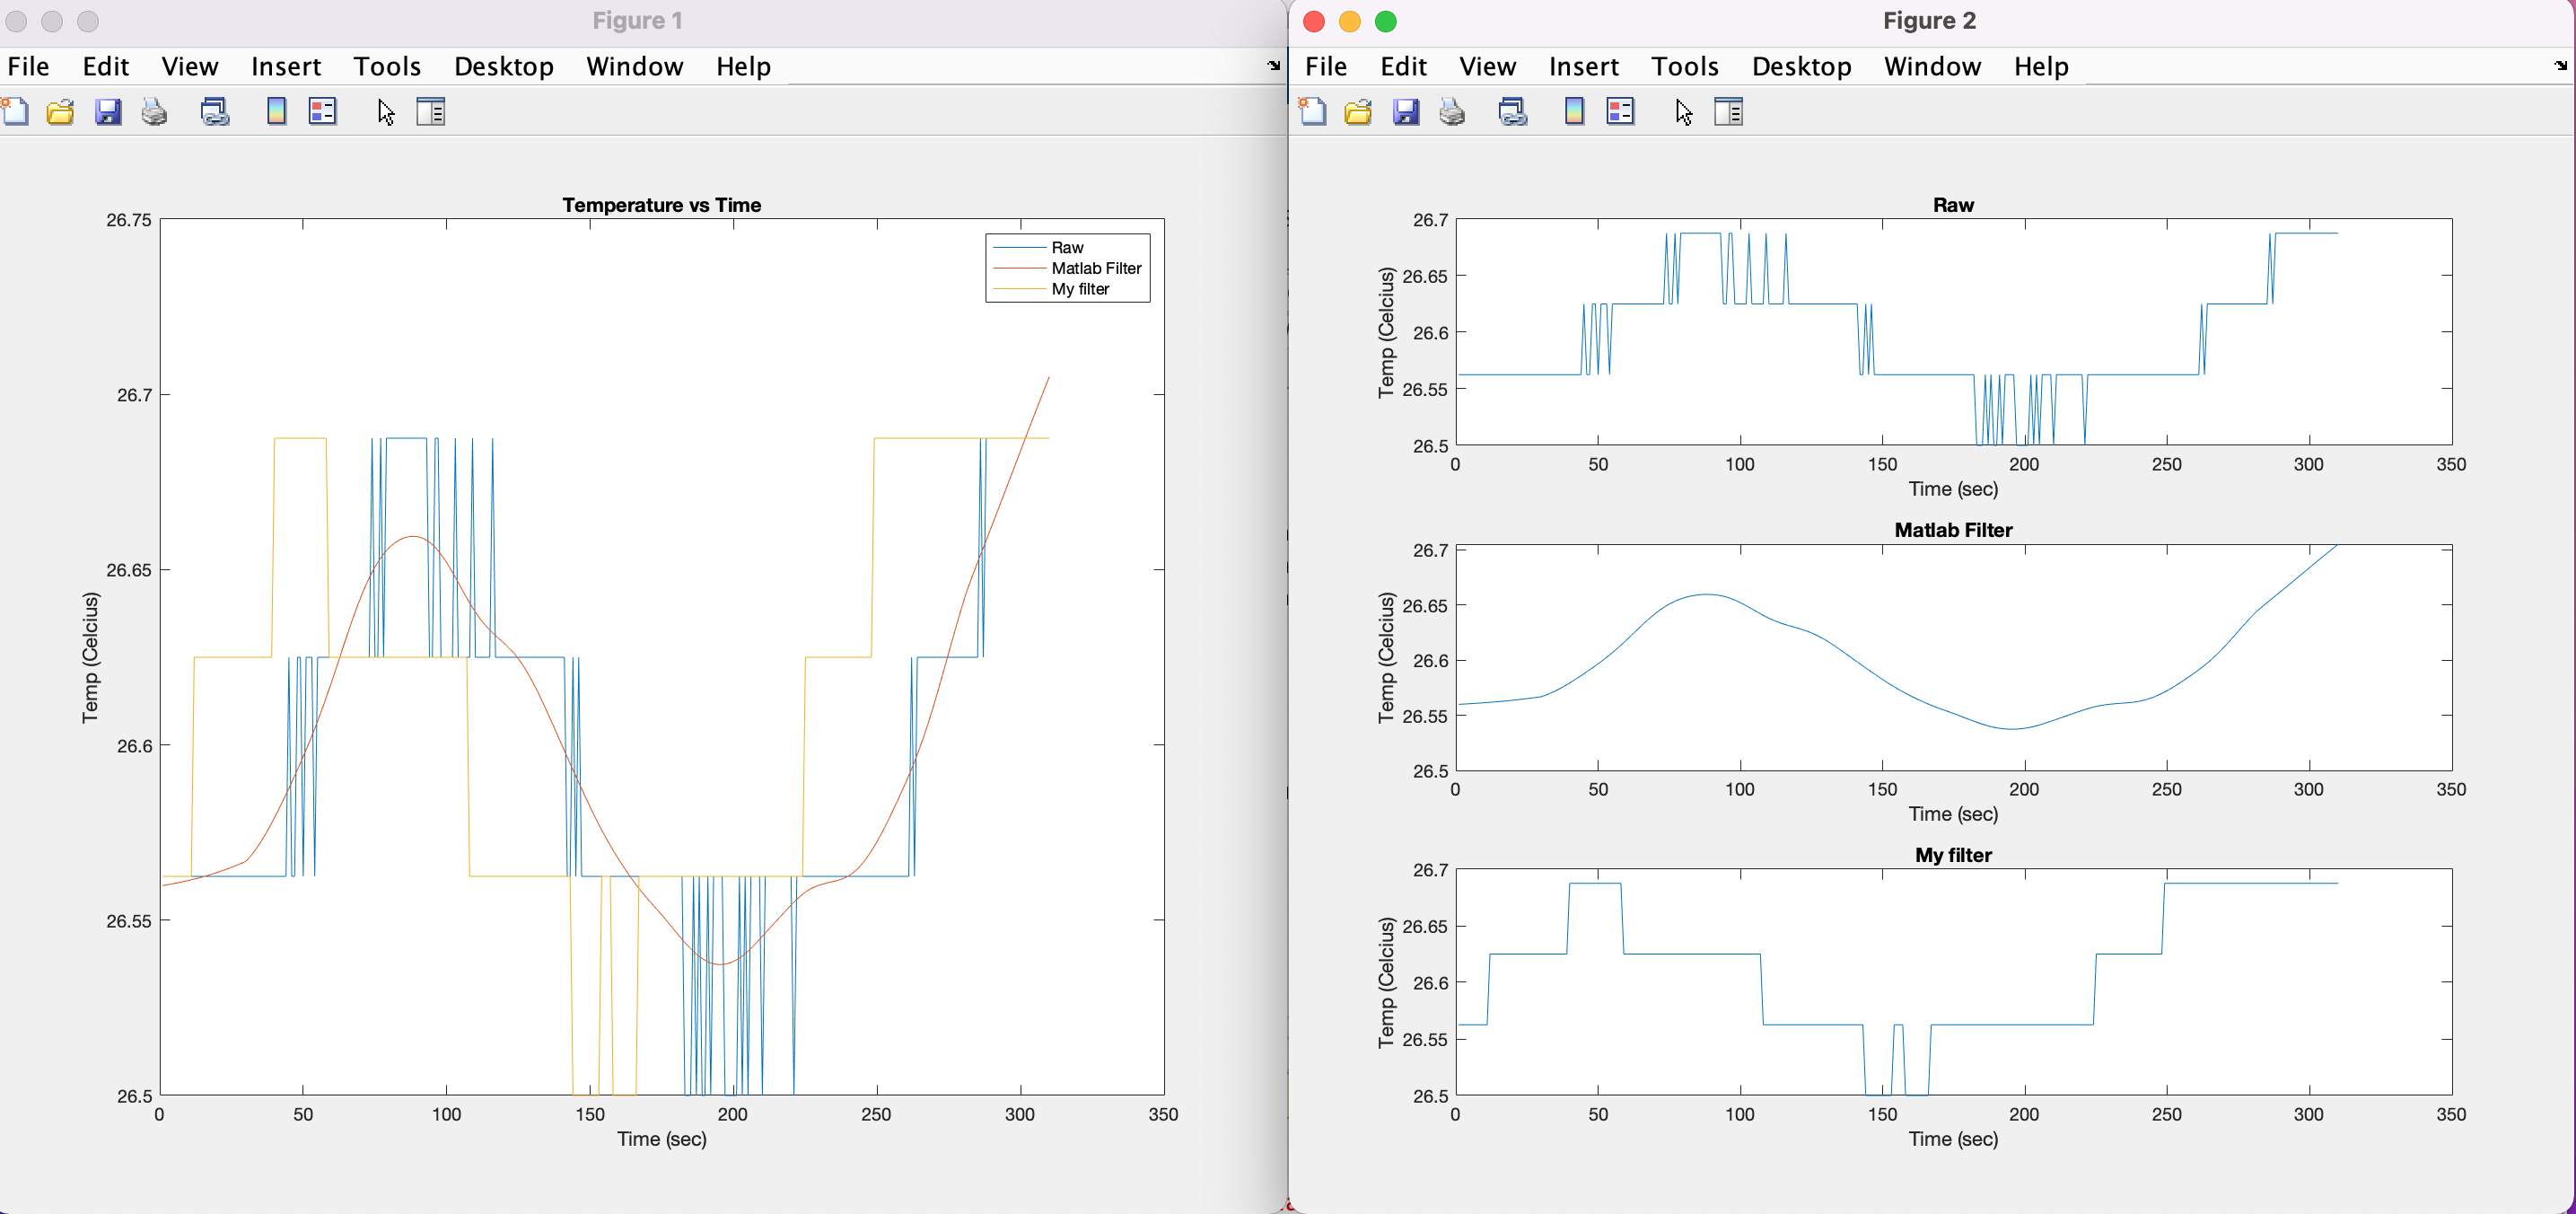 Figure 1
File Edit View Insert Tools Desktop Window Help
Temperature vs Time
Raw
Matlab Filter
My filter
26.75
26.7
26.65
26.6
26.55
26.5
Temp (Celcius)
0 50 100 150 200 250 300 350
Time (sec)
Figure 2
File Edit View Insert Tools Desktop Window Help
Raw
26.7
26.65
26.6
26.55
26.5
Temp (Celcius)
0 50 100 150 200 250 300 350
Time (sec)
Matlab Filter
26.7
26.65
26.6
26.55
26.5
Temp (Celcius)
0 50 100 150 200 250 300 350
Time (sec)
My filter
26.7
26.65
26.6
26.55
26.5
Temp (Celcius)
0 50 100 150 200 250 300 350
Time (sec)